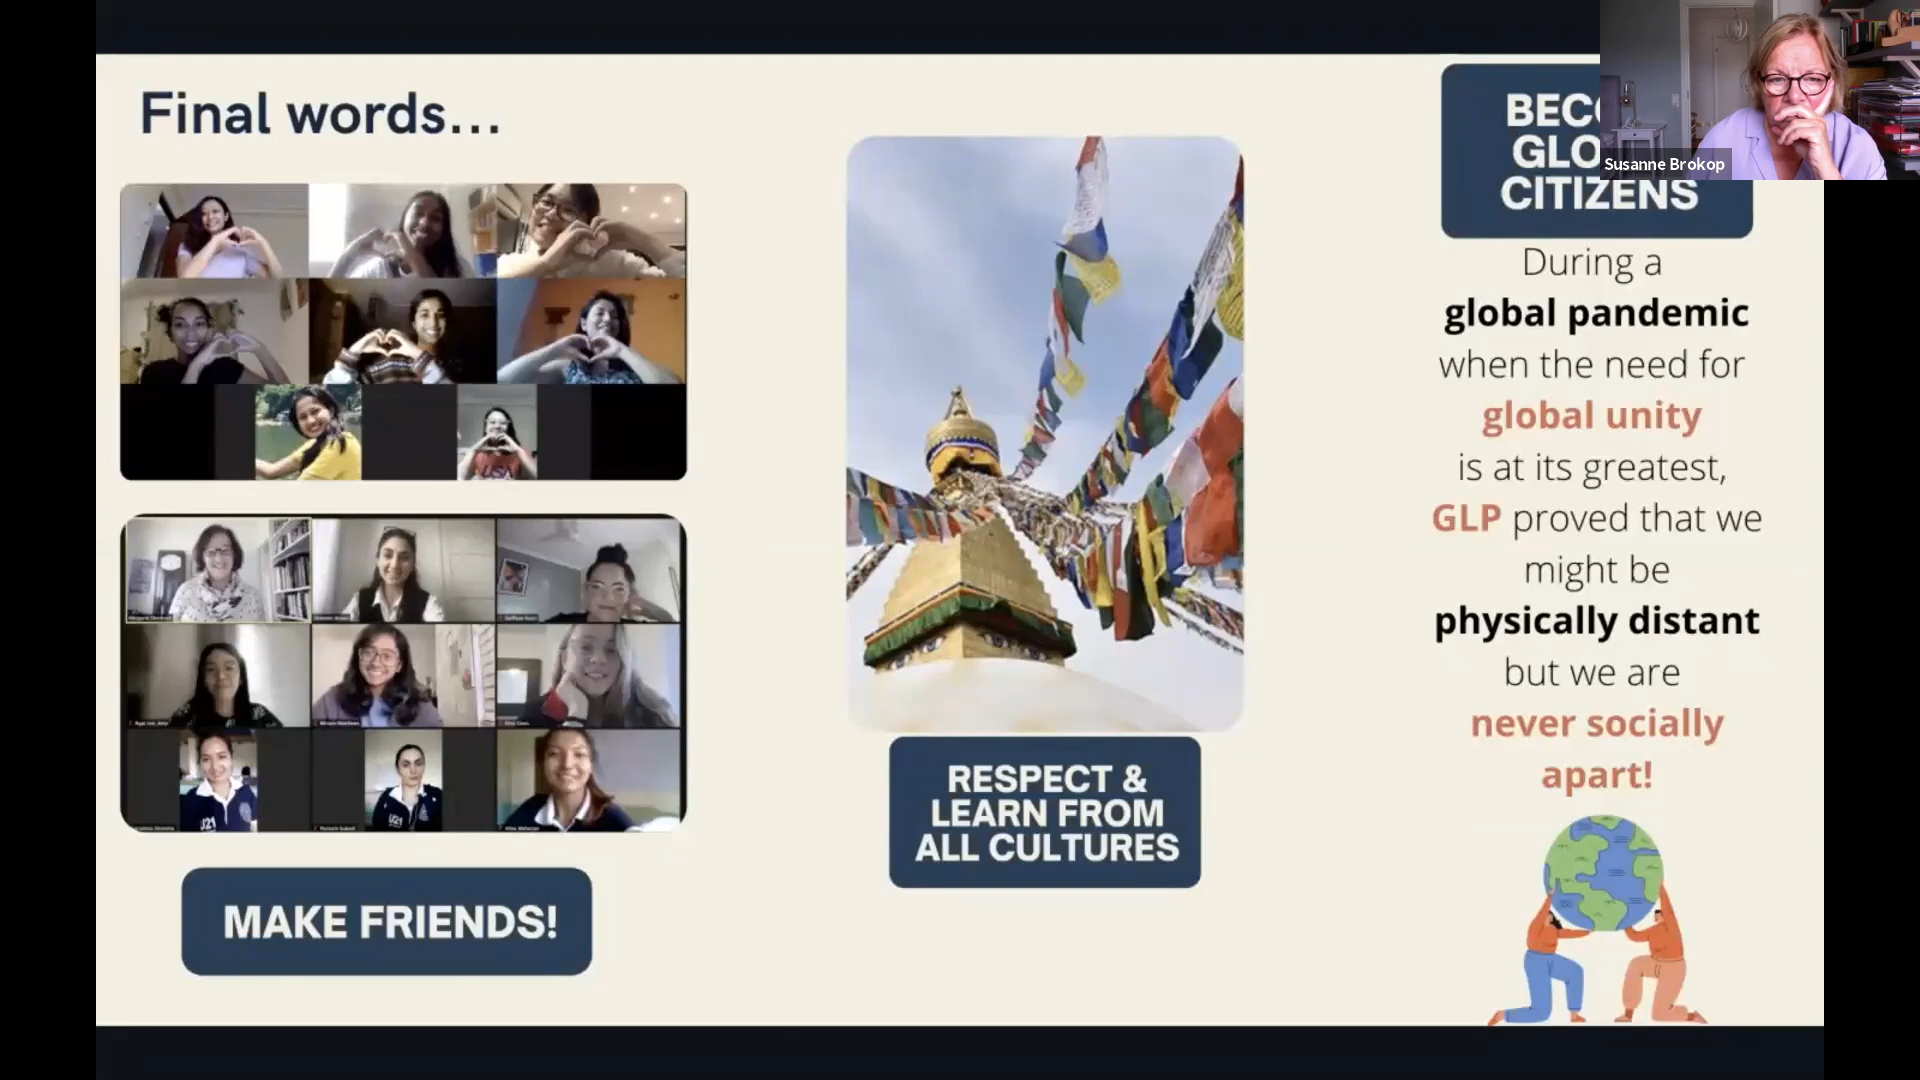 Final words...
MAKE FRIENDS!
RESPECT &
LEARN FROM
ALL CULTURES
CITIZENS
During a
global pandemic
when the need for
global unity
is at its greatest,
GLP proved that we
might be
physically distant
but we are
never socially
apart!
Susanne Brokop
U21
U21